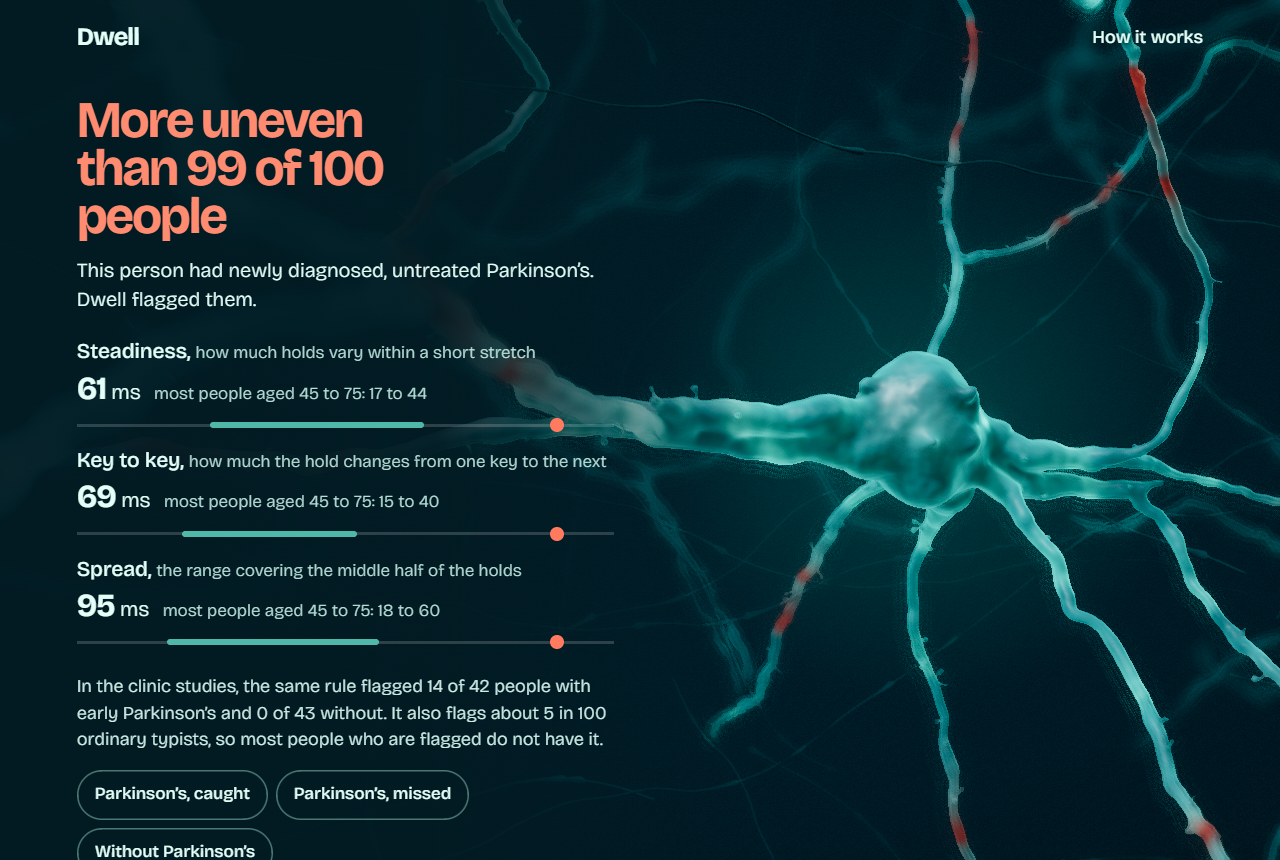 Dwell
How it works
More uneven
than 99 of 100
people
This person had newly diagnosed, untreated Parkinson’s.
Dwell flagged them.
Steadiness, how much holds vary within a short stretch
61 ms most people aged 45 to 75: 17 to 44
Key to key, how much the hold changes from one key to the next
69 ms most people aged 45 to 75: 15 to 40
Spread, the range covering the middle half of the holds
95 ms most people aged 45 to 75: 18 to 60
In the clinic studies, the same rule flagged 14 of 42 people with
early Parkinson’s and 0 of 43 without. It also flags about 5 in 100
ordinary typists, so most people who are flagged do not have it.
Parkinson’s, caught
Parkinson’s, missed
Without Parkinson’s